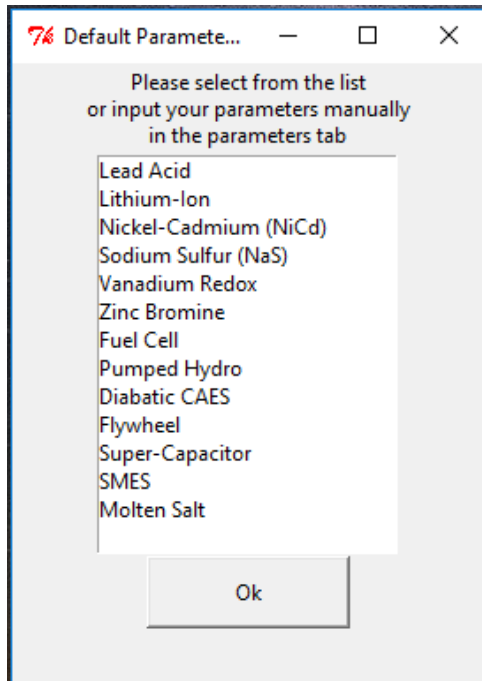 Default Paramete...
Please select from the list
or input your parameters manually
in the parameters tab
Lead Acid
Lithium-Ion
Nickel-Cadmium (NiCd)
Sodium Sulfur (NaS)
Vanadium Redox
Zinc Bromine
Fuel Cell
Pumped Hydro
Diabatic CAES
Flywheel
Super-Capacitor
SMES
Molten Salt
Ok